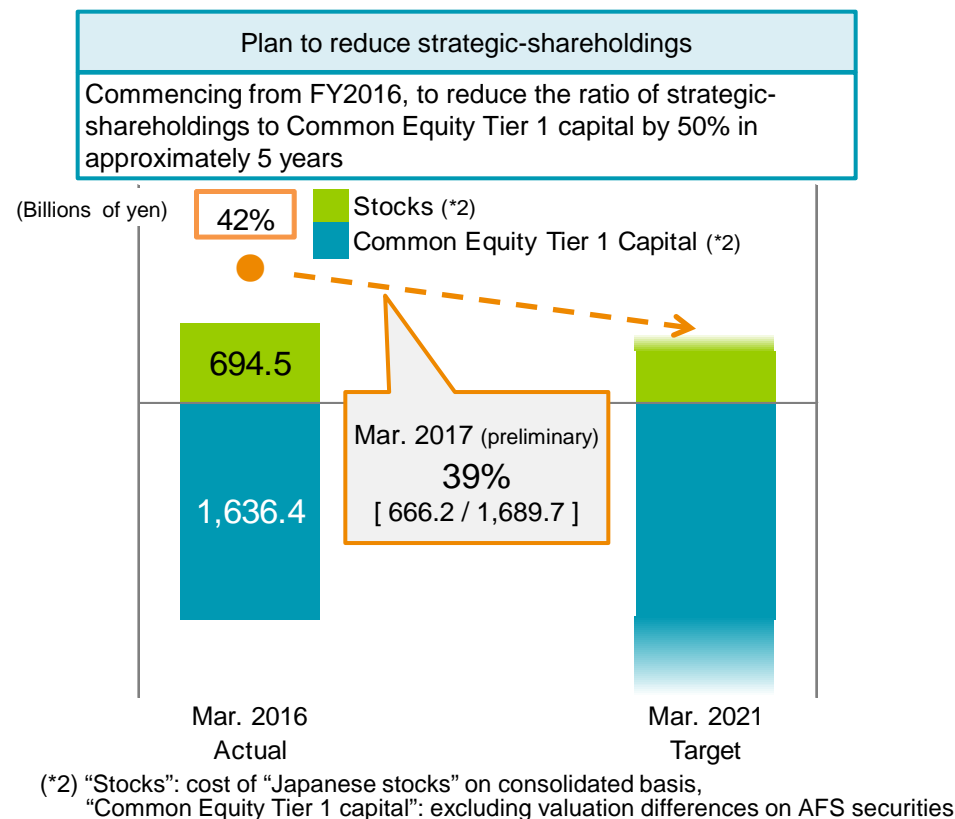 Plan to reduce strategic-shareholdings
Commencing from FY2016, to reduce the ratio of strategic-
shareholdings to Common Equity Tier 1 capital by 50% in
approximately 5 years
(Billions of yen)
42%
Stocks (*2)
Common Equity Tier 1 Capital (*2)
694.5
1,636.4
Mar. 2017 (preliminary)
39%
[ 666.2 / 1,689.7 ]
Mar. 2016
Actual
Mar. 2021
Target
(*2) “Stocks”: cost of “Japanese stocks” on consolidated basis,
“Common Equity Tier 1 capital”: excluding valuation differences on AFS securities